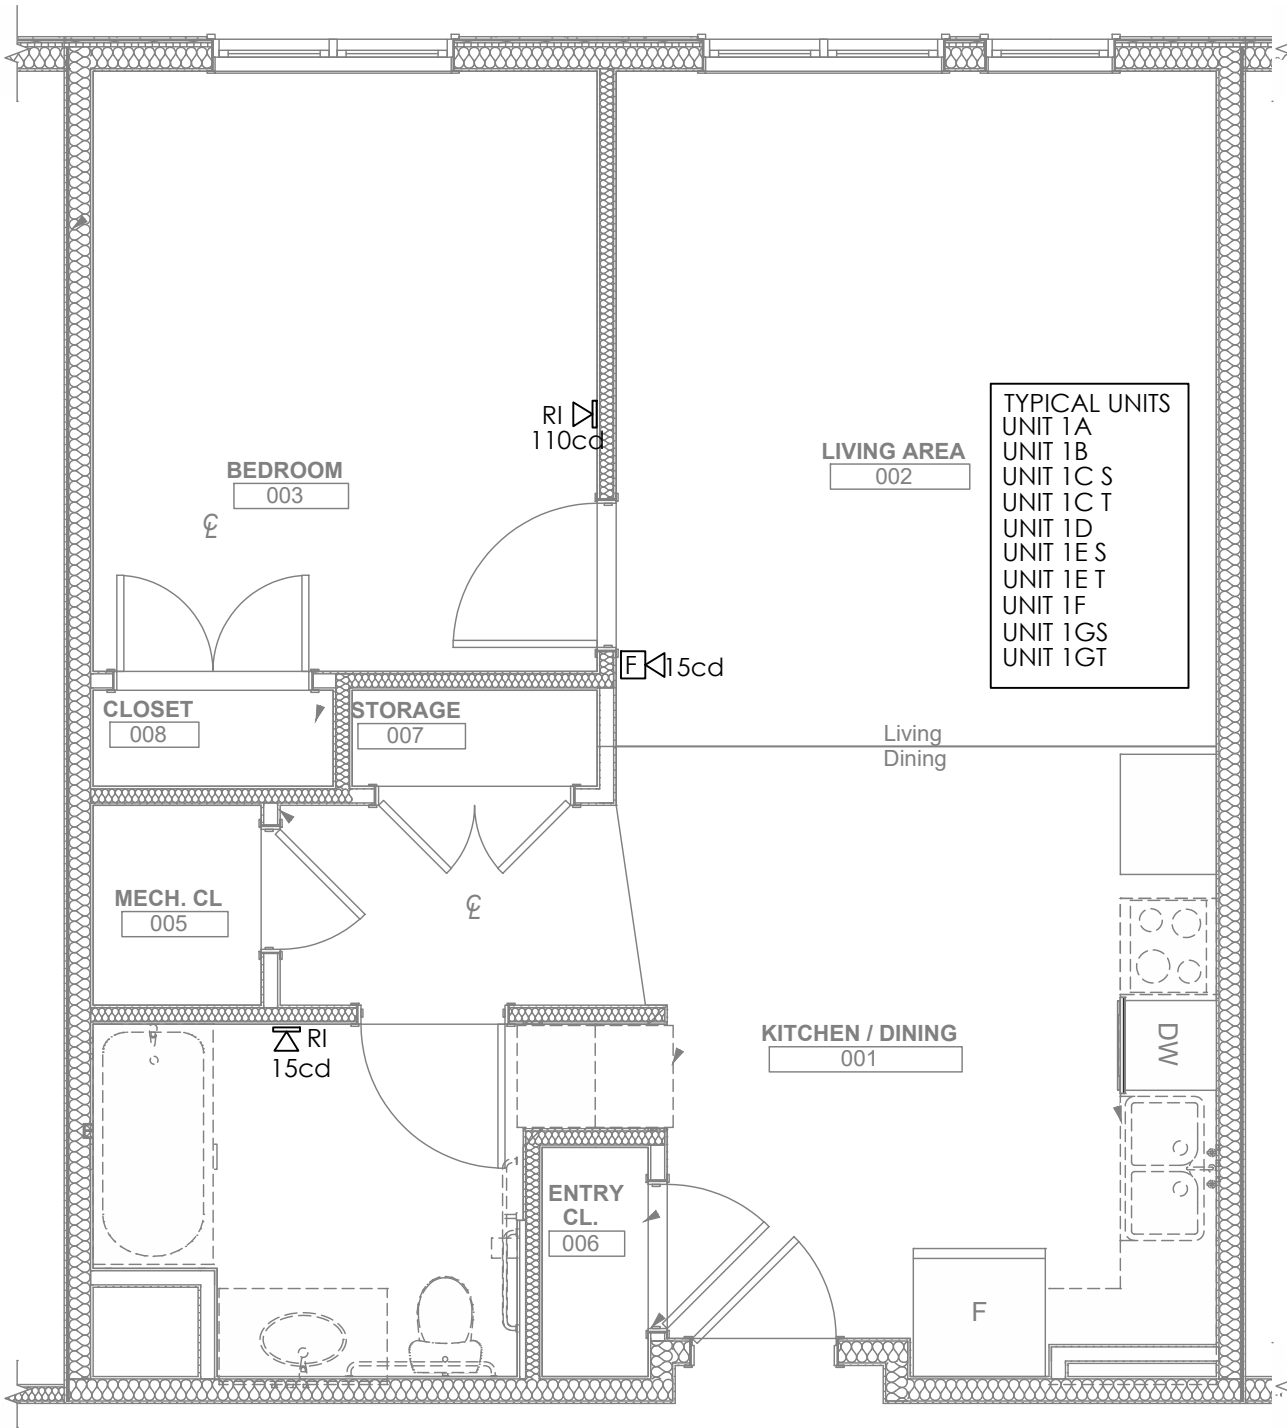 TYPICAL UNITS
UNIT 1A
UNIT 1B
UNIT 1C S
UNIT 1C T
UNIT 1D
UNIT 1E S
UNIT 1E T
UNIT 1F
UNIT 1GS
UNIT 1GT
RI
110cd
LIVING AREA
002
BEDROOM
003
℄
F 15cd
CLOSET
008
STORAGE
007
Living
Dining
MECH. CL
005
℄
RI
15cd
KITCHEN / DINING
001
DW
ENTRY
CL.
006
F